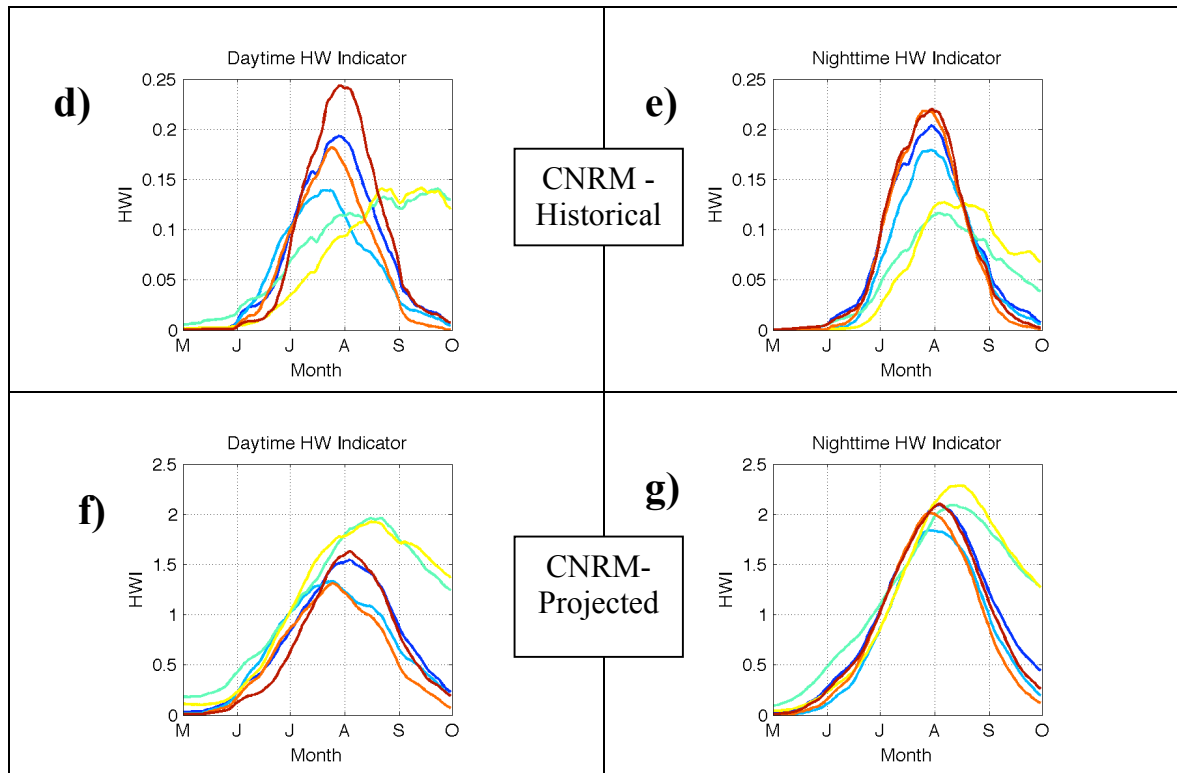 d)
Daytime HW Indicator
0.25
0.2
0.15
0.1
0.05
0
HWI
M J J A S O
Month
CNRM -
Historical
e)
Nighttime HW Indicator
0.25
0.2
0.15
0.1
0.05
0
HWI
M J J A S O
Month
f)
Daytime HW Indicator
2.5
2
1.5
1
0.5
0
HWI
M J J A S O
Month
CNRM-
Projected
g)
Nighttime HW Indicator
2.5
2
1.5
1
0.5
0
HWI
M J J A S O
Month